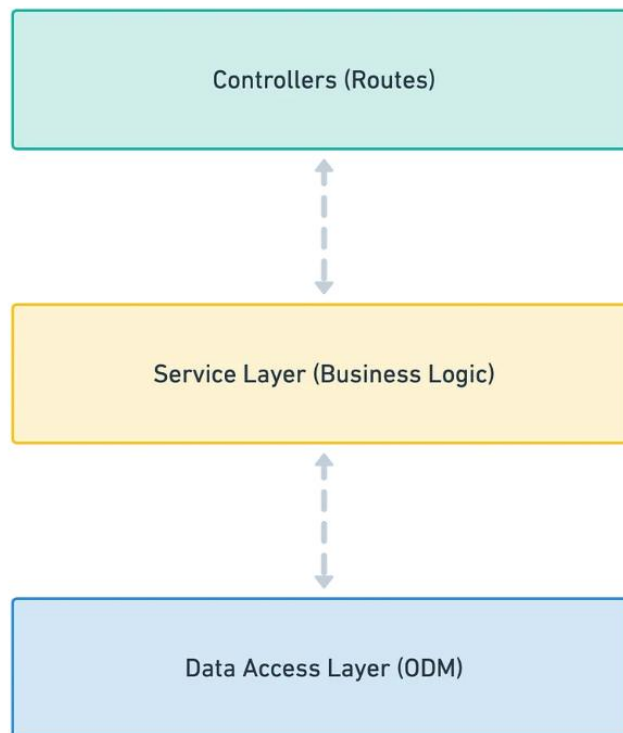 Controllers (Routes)
Service Layer (Business Logic)
Data Access Layer (ODM)